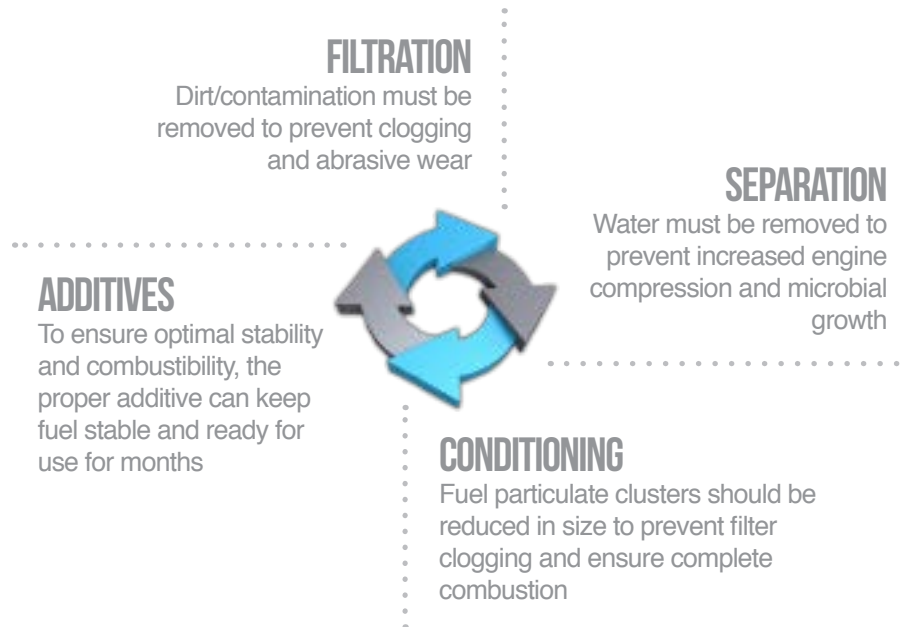 FILTRATION
Dirt/contamination must be
removed to prevent clogging
and abrasive wear
SEPARATION
Water must be removed to
prevent increased engine
compression and microbial
growth
CONDITIONING
Fuel particulate clusters should be
reduced in size to prevent filter
clogging and ensure complete
combustion
ADDITIVES
To ensure optimal stability
and combustibility, the
proper additive can keep
fuel stable and ready for
use for months